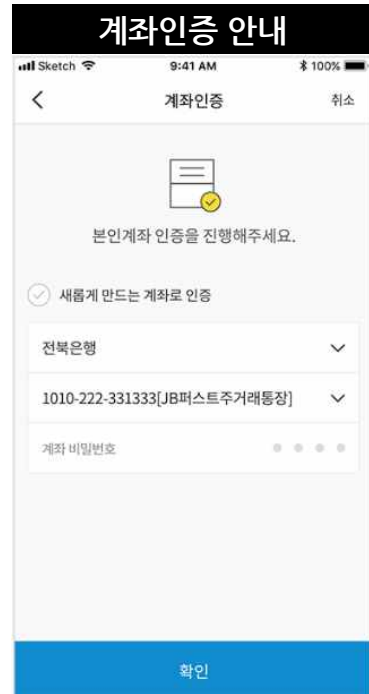 계좌인증 안내
Sketch 9:41 AM 100%
계좌인증 취소
본인계좌 인증을 진행해주세요.
새롭게 만드는 계좌로 인증
전북은행
1010-222-331333[JB퍼스트주거래통장]
계좌 비밀번호
확인